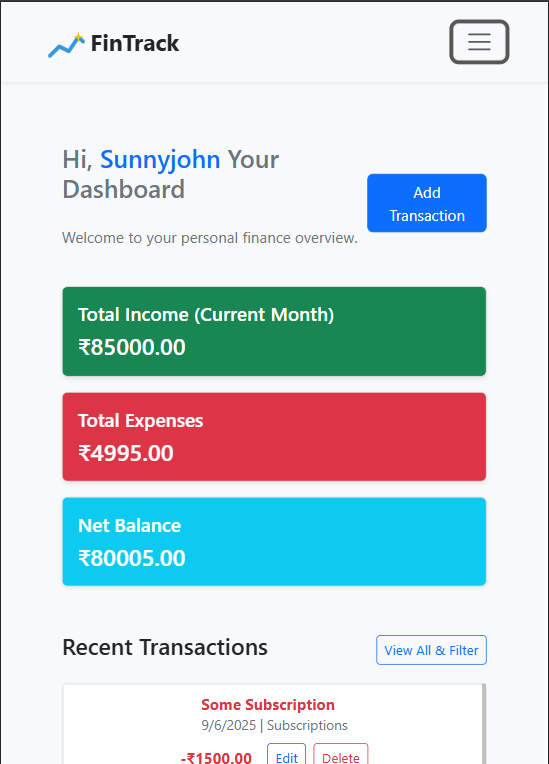 FinTrack
Hi, Sunnyjohn Your
Dashboard
Add
Transaction
Welcome to your personal finance overview.
Total Income (Current Month)
₹85000.00
Total Expenses
₹4995.00
Net Balance
₹80005.00
Recent Transactions
View All & Filter
Some Subscription
9/6/2025 | Subscriptions
-₹1500.00
Edit
Delete